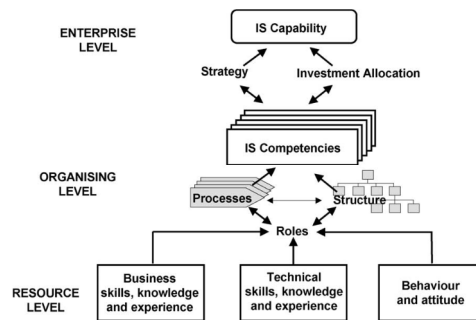 ENTERPRISE
LEVEL
IS Capability
Strategy
Investment Allocation
IS Competencies
ORGANISING
LEVEL
Processes
Structure
Roles
RESOURCE
LEVEL
Business
skills, knowledge
and experience
Technical
skills, knowledge
and experience
Behaviour
and attitude